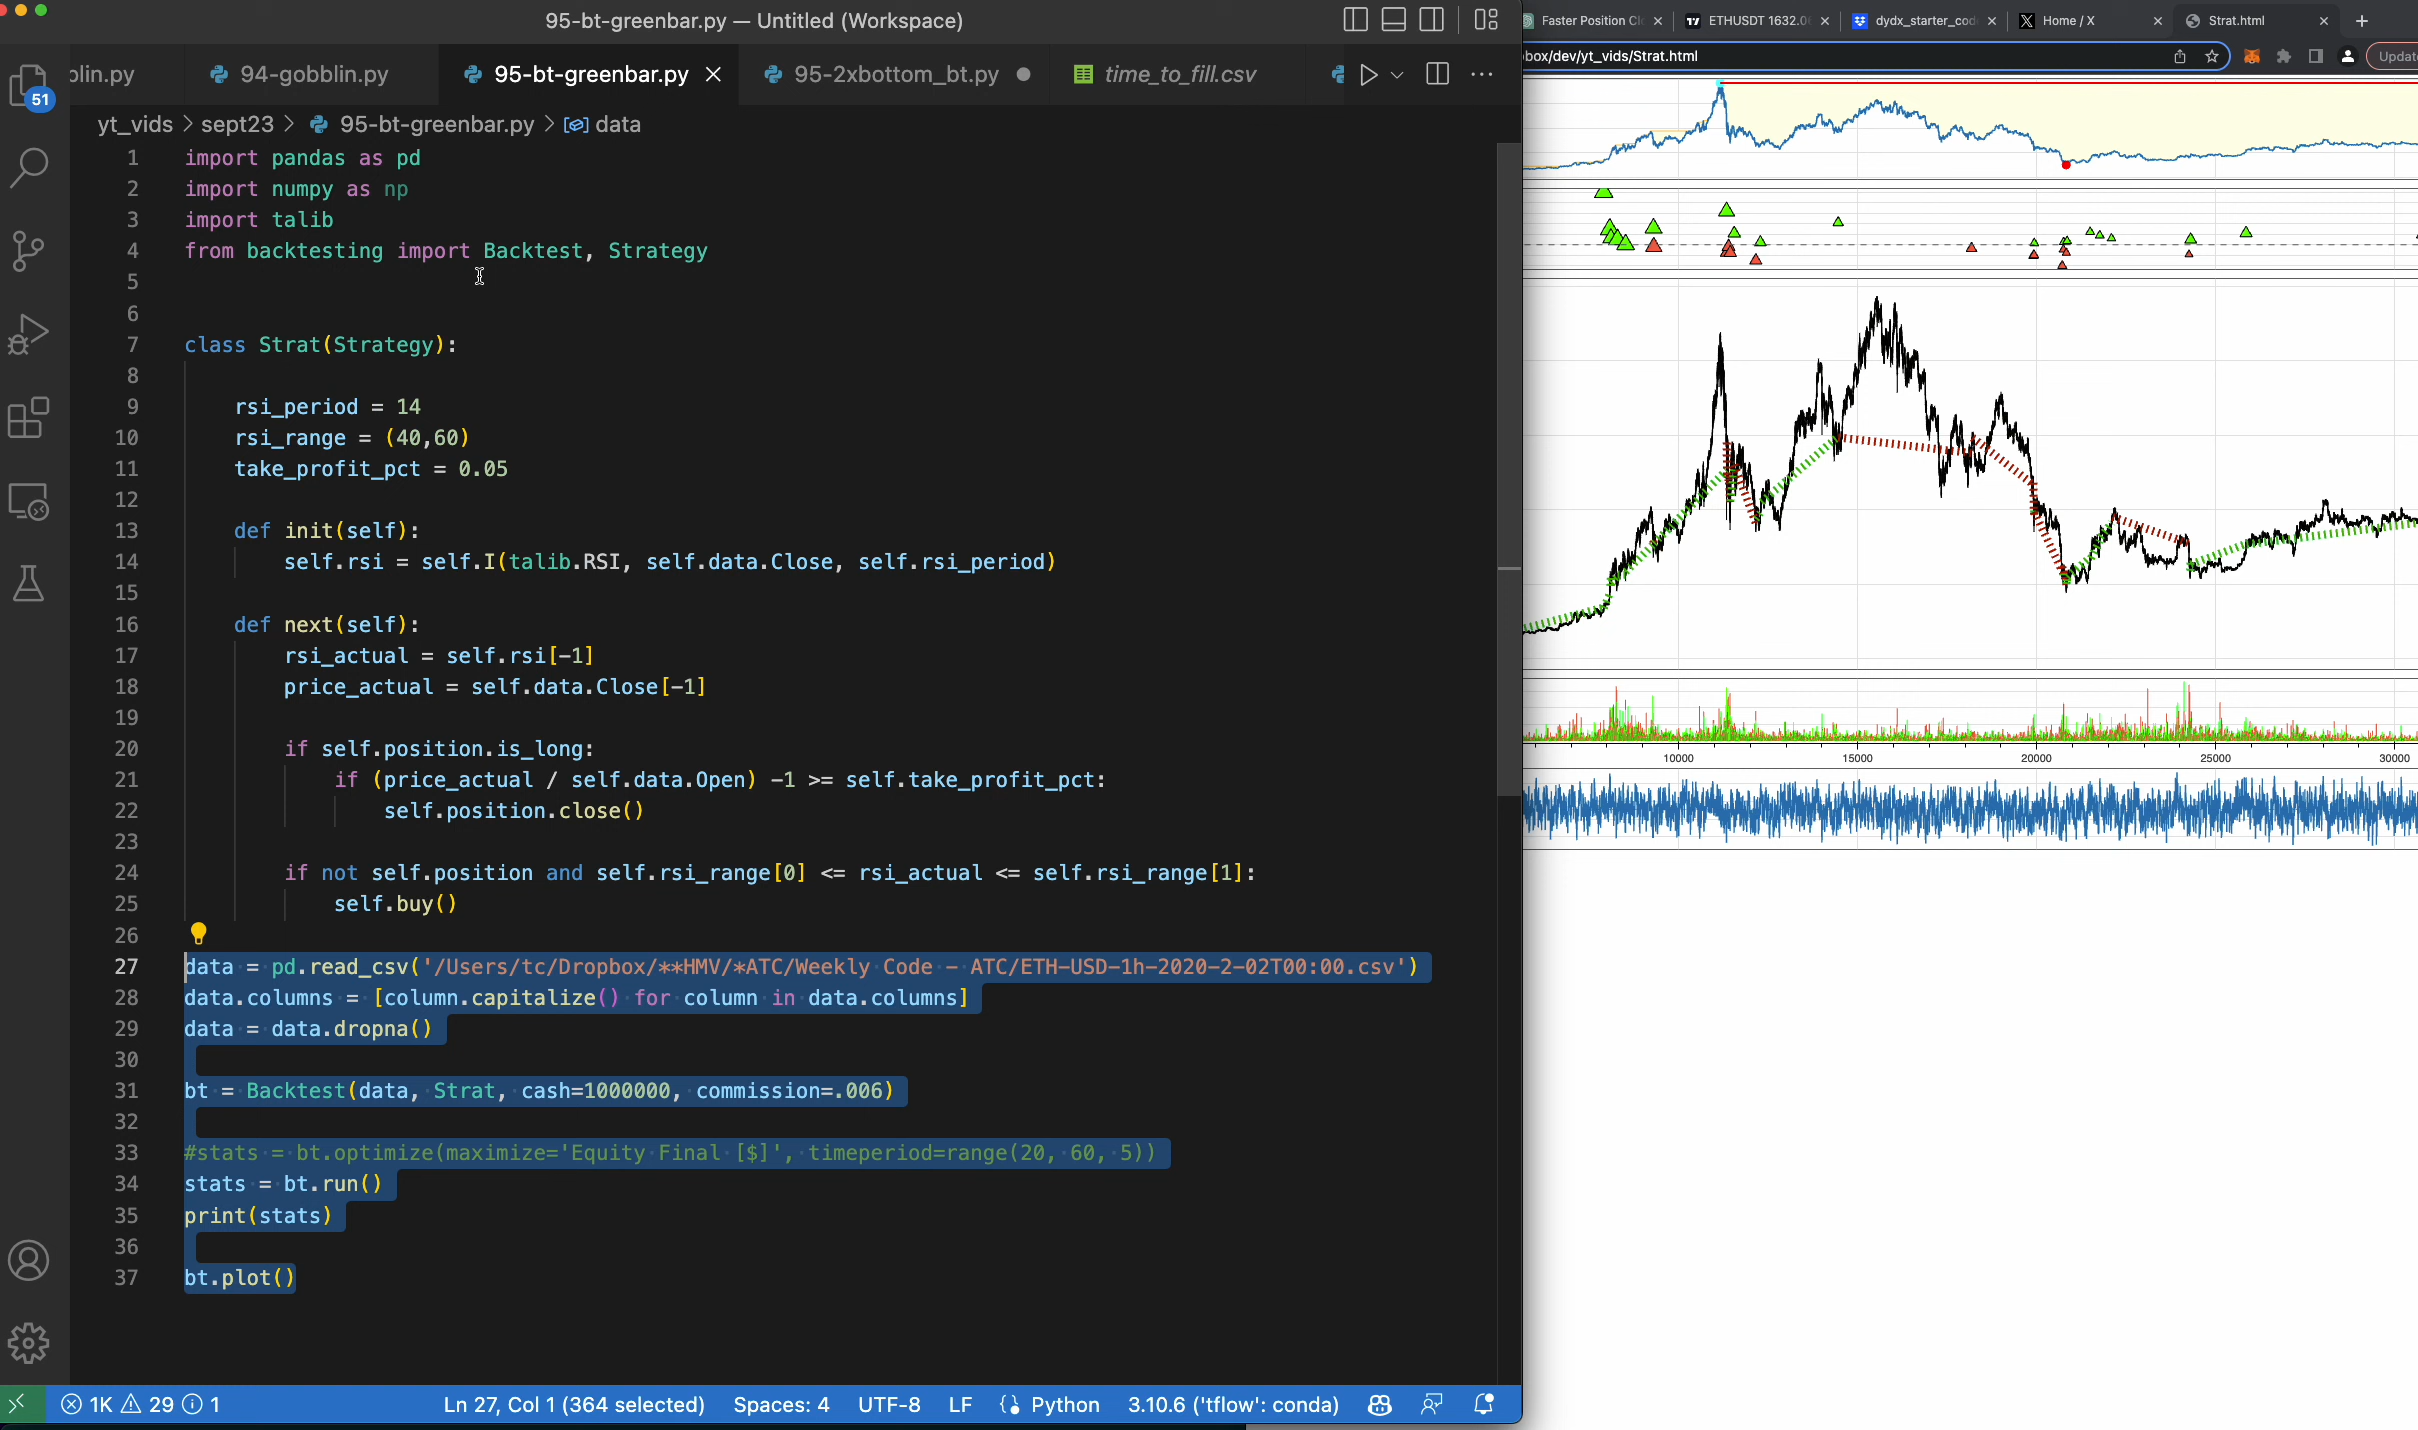 95-bt-greenbar.py — Untitled (Workspace)
51
olin.py
94-gobblin.py
95-bt-greenbar.py
95-2xbottom_bt.py
time_to_fill.csv
yt_vids > sept23 > 95-bt-greenbar.py > data
1 import pandas as pd
2 import numpy as np
3 import talib
4 from backtesting import Backtest, Strategy
5
6
7 class Strat(Strategy):
8
9 rsi_period = 14
10 rsi_range = (40,60)
11 take_profit_pct = 0.05
12
13 def init(self):
14 self.rsi = self.I(talib.RSI, self.data.Close, self.rsi_period)
15
16 def next(self):
17 rsi_actual = self.rsi[-1]
18 price_actual = self.data.Close[-1]
19
20 if self.position.is_long:
21 if (price_actual / self.data.Open) -1 >= self.take_profit_pct:
22 self.position.close()
23
24 if not self.position and self.rsi_range[0] <= rsi_actual <= self.rsi_range[1]:
25 self.buy()
26
27 data = pd.read_csv('/Users/tc/Dropbox/**HMV/*ATC/Weekly Code - ATC/ETH-USD-1h-2020-2-02T00:00.csv')
28 data.columns = [column.capitalize() for column in data.columns]
29 data = data.dropna()
30
31 bt = Backtest(data, Strat, cash=1000000, commission=.006)
32
33 #stats = bt.optimize(maximize='Equity Final [$]', timeperiod=range(20, 60, 5))
34 stats = bt.run()
35 print(stats)
36
37 bt.plot()
1K 29 1
Ln 27, Col 1 (364 selected)
Spaces: 4
UTF-8
LF
Python
3.10.6 ('tflow': conda)
Faster Position Cl
ETHUSDT 1632.0
dydx_starter_cod
Home / X
Strat.html
box/dev/yt_vids/Strat.html
Updat
10000
15000
20000
25000
30000